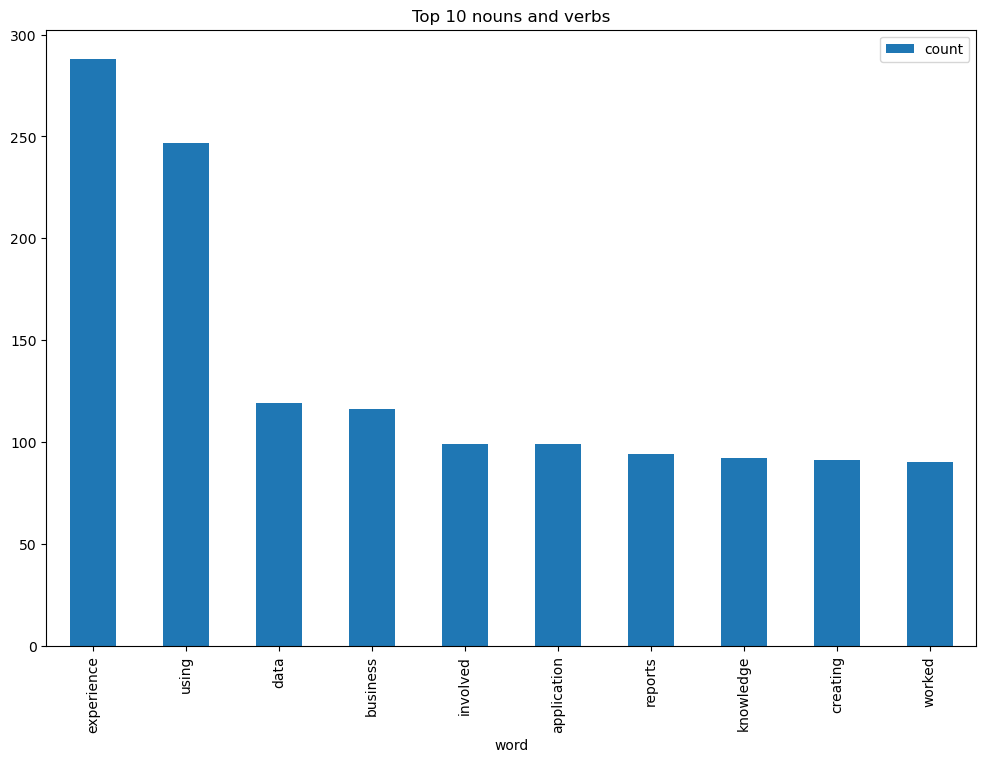 Top 10 nouns and verbs
count
300
250
200
150
100
50
0
experience
using
data
business
involved
application
reports
knowledge
creating
worked
word